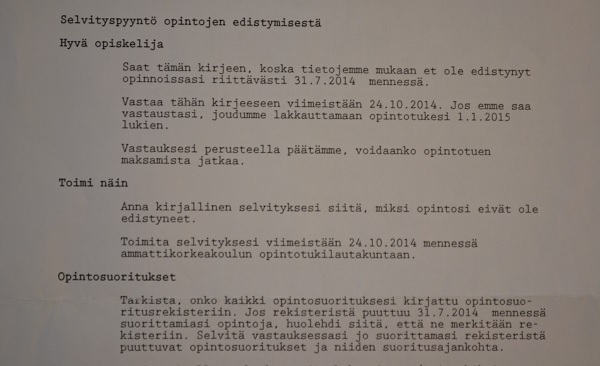 Selvityspyyntö opintojen edistymisestä
Hyvä opiskelija
Saat tämän kirjeen, koska tietojemme mukaan et ole edistynyt
opinnoissasi riittävästi 31.7.2014 mennessä.
Vastaa tähän kirjeeseen viimeistään 24.10.2014. Jos emme saa
vastaustasi, joudumme lakkauttamaan opintotukesi 1.1.2015
lukien.
Vastauksesi perusteella päätämme, voidaanko opintotuen
maksamista jatkaa.
Toimi näin
Anna kirjallinen selvityksesi siitä, miksi opintosi eivät ole
edistyneet.
Toimita selvityksesi viimeistään 24.10.2014 mennessä
ammattikorkeakoulun opintotukilautakuntaan.
Opintosuoritukset
Tarkista, onko kaikki opintosuorituksesi kirjattu opintosuo-
ritusrekisteriin. Jos rekisteristä puuttuu 31.7.2014 mennessä
suorittamiasi opintoja, huolehdi siitä, että ne merkitään re-
kisteriin. Selvitä vastauksessasi jo suorittamasi rekisteristä
puuttuvat opintosuoritukset ja niiden suoritusajankohta.